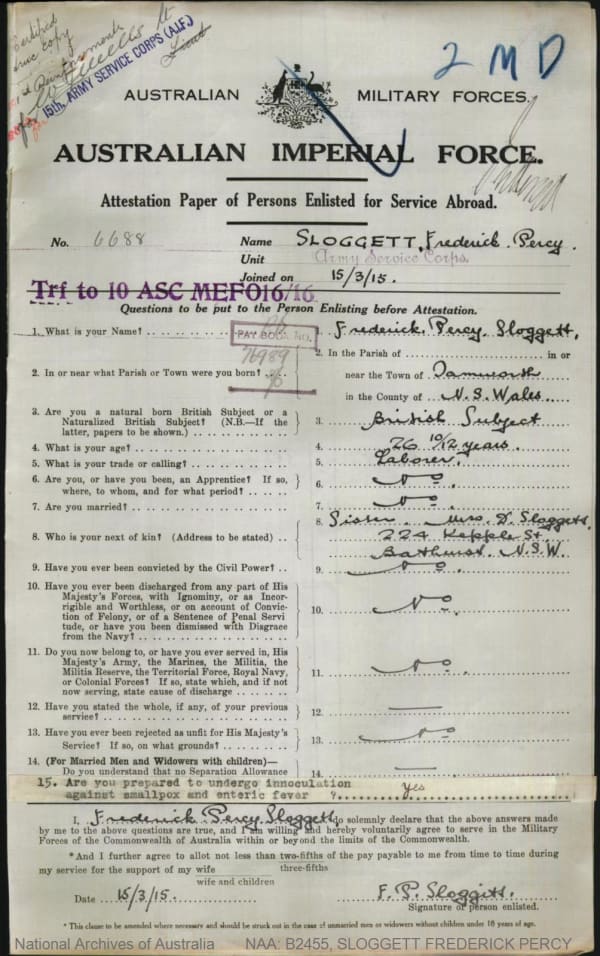 Certified
true copy
Lieut
15th. ARMY SERVICE CORPS (A.I.F.)
2 MD
AUSTRALIAN MILITARY FORCES.
AUSTRALIAN IMPERIAL FORCE.
Attestation Paper of Persons Enlisted for Service Abroad.
No. 6688 Name SLOGGETT, Frederick Percy.
Unit Army Service Corps.
Joined on 15/3/15.
Trf to 10 ASC MEFO16/16
Questions to be put to the Person Enlisting before Attestation.
1. What is your Name? 1. Frederick Percy Sloggett,
PAY BOOK NO.
76989
2. In or near what Parish or Town were you born? 2. In the Parish of in or
near the Town of Tamworth
in the County of N.S. Wales
3. Are you a natural born British Subject or a
Naturalized British Subject? (N.B.—If the
latter, papers to be shown.) 3. British Subject
4. What is your age? 4. 26 10/12 years.
5. What is your trade or calling? 5. Laborer.
6. Are you, or have you been, an Apprentice? If so,
where, to whom, and for what period? 6. No.
7. Are you married? 7. No.
8. Who is your next of kin? (Address to be stated) 8. Sister. Mrs. D. Sloggett,
224 Kepple St.
Bathurst. N.S.W.
9. Have you ever been convicted by the Civil Power? 9. No.
10. Have you ever been discharged from any part of His
Majesty's Forces, with Ignominy, or as Incor-
rigible and Worthless, or on account of Convic-
tion of Felony, or of a Sentence of Penal Servi
tude, or have you been dismissed with Disgrace
from the Navy? 10. No.
11. Do you now belong to, or have you ever served in, His
Majesty's Army, the Marines, the Militia, the
Militia Reserve, the Territorial Force, Royal Navy,
or Colonial Forces? If so, state which, and if not
now serving, state cause of discharge 11. No.
12. Have you stated the whole, if any, of your previous
service? 12. —
13. Have you ever been rejected as unfit for His Majesty's
Service? If so, on what grounds? 13. No.
14. (For Married Men and Widowers with children)—
Do you understand that no Separation Allowance 14. —
15. Are you prepared to undergo innoculation
against smallpox and enteric fever ? yes
I, Frederick Percy Sloggett, do solemnly declare that the above answers made
by me to the above questions are true, and I am willing and hereby voluntarily agree to serve in the Military
Forces of the Commonwealth of Australia within or beyond the limits of the Commonwealth.
*And I further agree to allot not less than two-fifths of the pay payable to me from time to time during
three-fifths
my service for the support of my wife
wife and children
Date 15/3/15. F. P. Sloggett.
Signature of person enlisted.
* This clause to be amended where necessary and should be struck out in the case of unmarried men or widowers without children under 16 years of age.
National Archives of Australia NAA: B2455, SLOGGETT FREDERICK PERCY